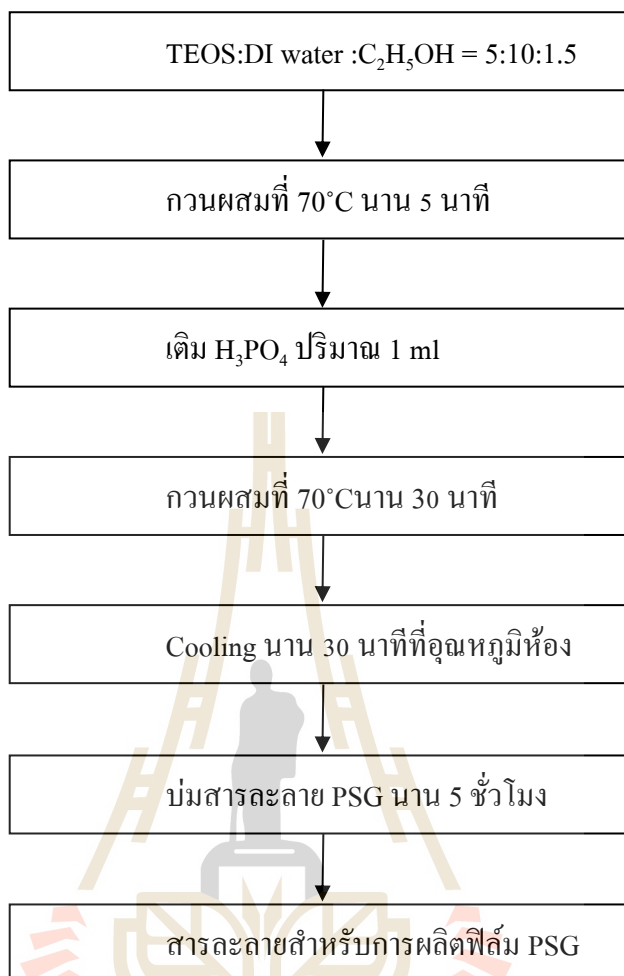 TEOS:DI water :C₂H₅OH = 5:10:1.5
กวนผสมที่ 70˚C นาน 5 นาที
เติม H₃PO₄ ปริมาณ 1 ml
กวนผสมที่ 70˚Cนาน 30 นาที
Cooling นาน 30 นาทีที่อุณหภูมิห้อง
บ่มสารละลาย PSG นาน 5 ชั่วโมง
สารละลายสำหรับการผลิตฟิล์ม PSG